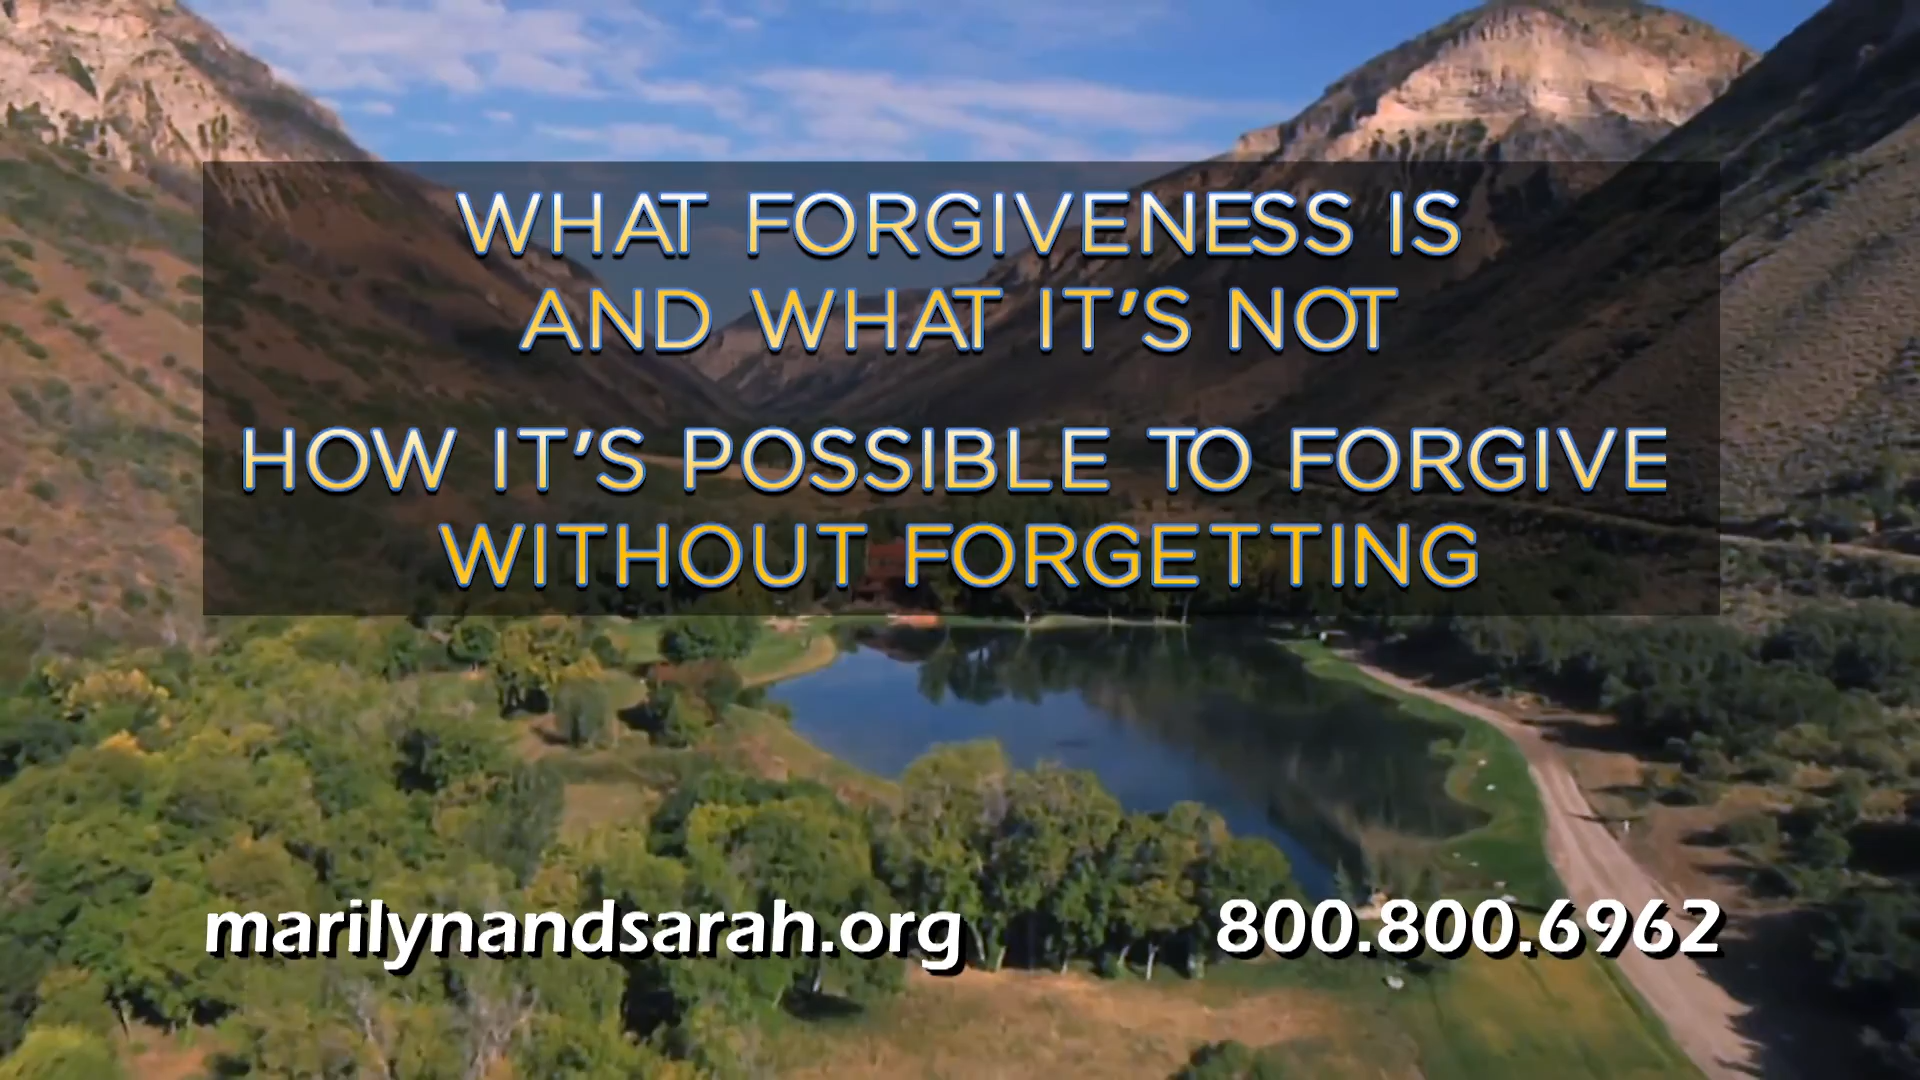 WHAT FORGIVENESS IS
AND WHAT IT'S NOT
HOW IT'S POSSIBLE TO FORGIVE
WITHOUT FORGETTING
marilynandsarah.org
800.800.6962